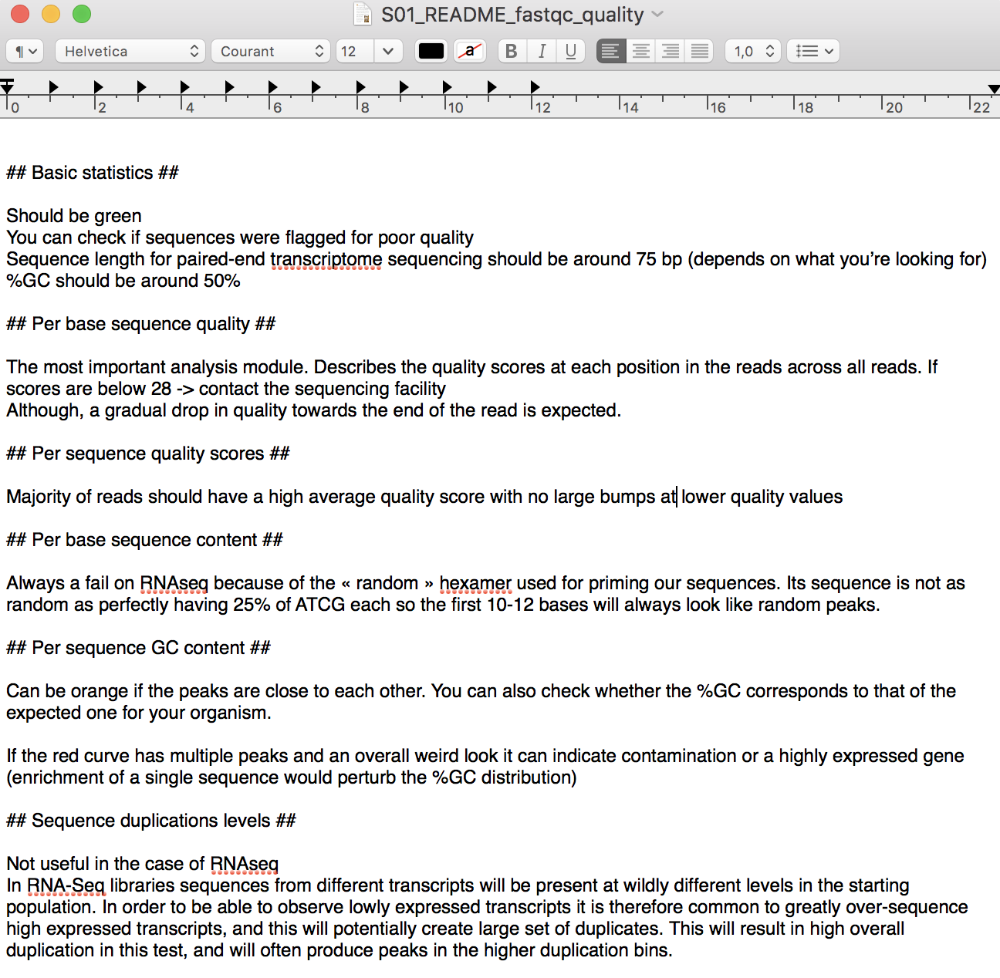 S01_README_fastqc_quality
¶ Helvetica Courant 12 a B I U 1,0
0 2 4 6 8 10 12 14 16 18 20 22
## Basic statistics ##
Should be green
You can check if sequences were flagged for poor quality
Sequence length for paired-end transcriptome sequencing should be around 75 bp (depends on what you’re looking for)
%GC should be around 50%
## Per base sequence quality ##
The most important analysis module. Describes the quality scores at each position in the reads across all reads. If
scores are below 28 -> contact the sequencing facility
Although, a gradual drop in quality towards the end of the read is expected.
## Per sequence quality scores ##
Majority of reads should have a high average quality score with no large bumps at lower quality values
## Per base sequence content ##
Always a fail on RNAseq because of the « random » hexamer used for priming our sequences. Its sequence is not as
random as perfectly having 25% of ATCG each so the first 10-12 bases will always look like random peaks.
## Per sequence GC content ##
Can be orange if the peaks are close to each other. You can also check whether the %GC corresponds to that of the
expected one for your organism.
If the red curve has multiple peaks and an overall weird look it can indicate contamination or a highly expressed gene
(enrichment of a single sequence would perturb the %GC distribution)
## Sequence duplications levels ##
Not useful in the case of RNAseq
In RNA-Seq libraries sequences from different transcripts will be present at wildly different levels in the starting
population. In order to be able to observe lowly expressed transcripts it is therefore common to greatly over-sequence
high expressed transcripts, and this will potentially create large set of duplicates. This will result in high overall
duplication in this test, and will often produce peaks in the higher duplication bins.